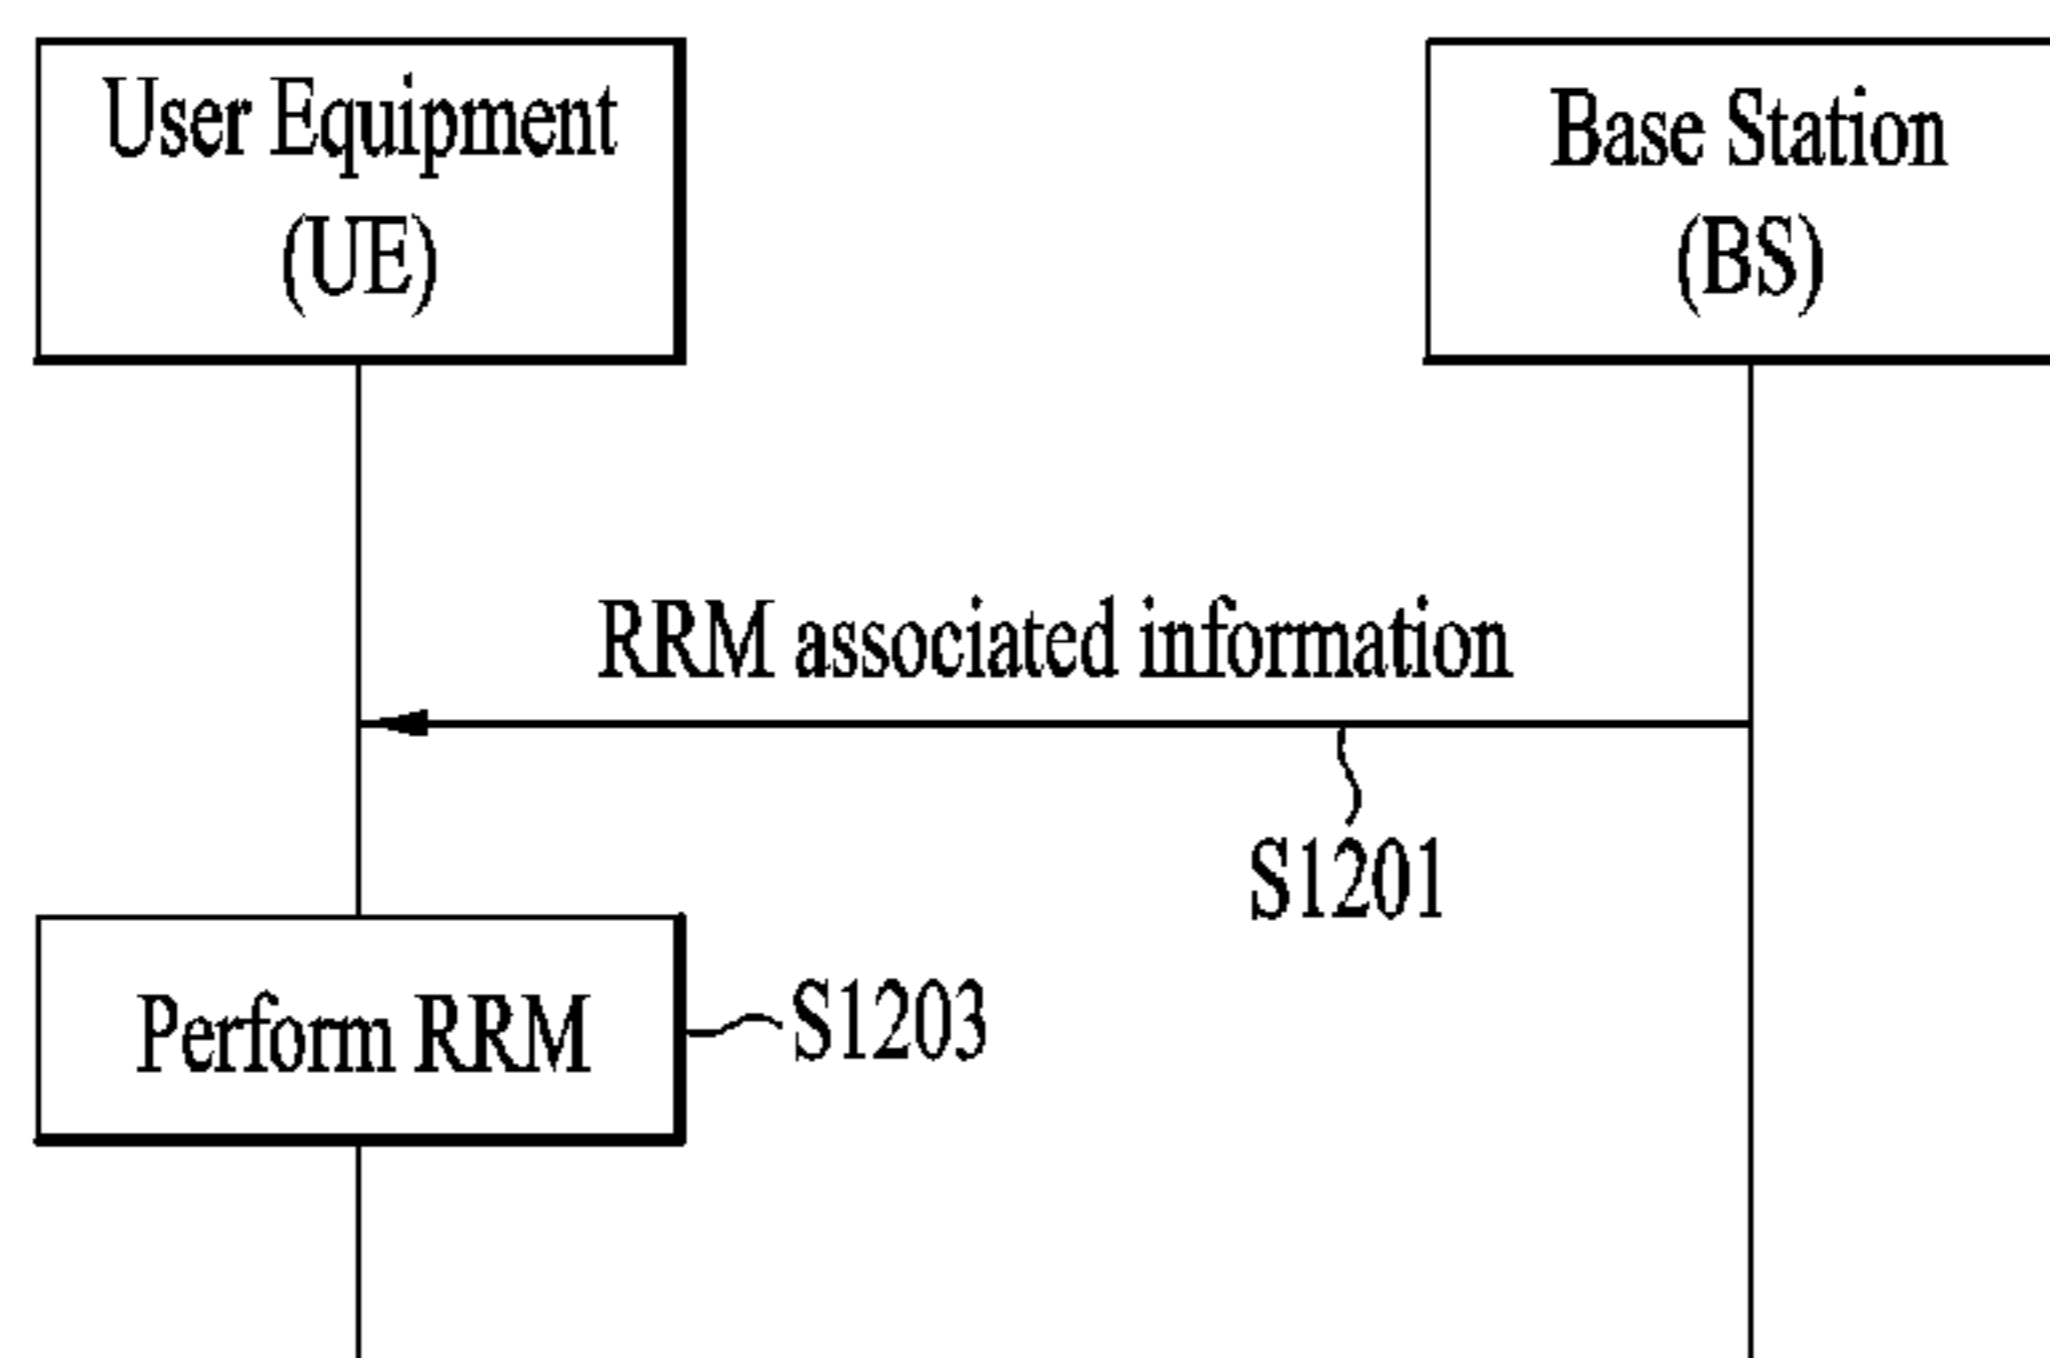 User Equipment
(UE)
Base Station
(BS)
RRM associated information
S1201
Perform RRM
S1203